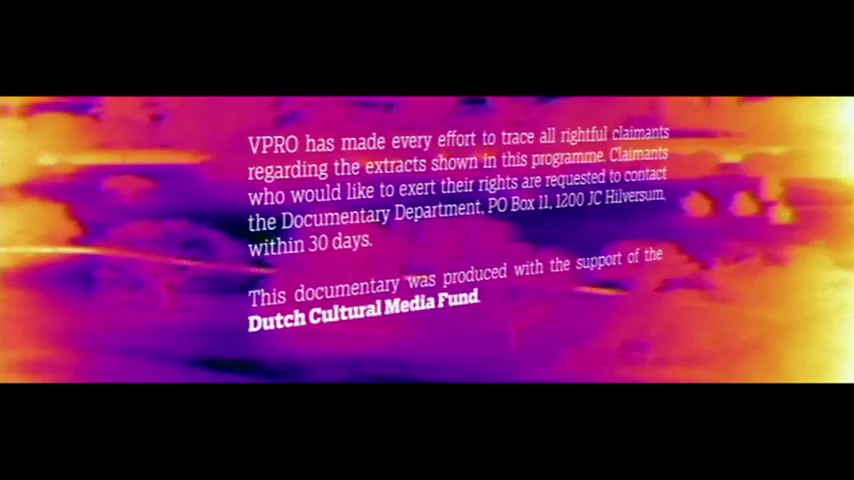 VPRO has made every effort to trace all rightful claimants
regarding the extracts shown in this programme. Claimants
who would like to exert their rights are requested to contact
the Documentary Department, PO Box 11, 1200 JC Hilversum,
within 30 days.
This documentary was produced with the support of the
Dutch Cultural Media Fund.